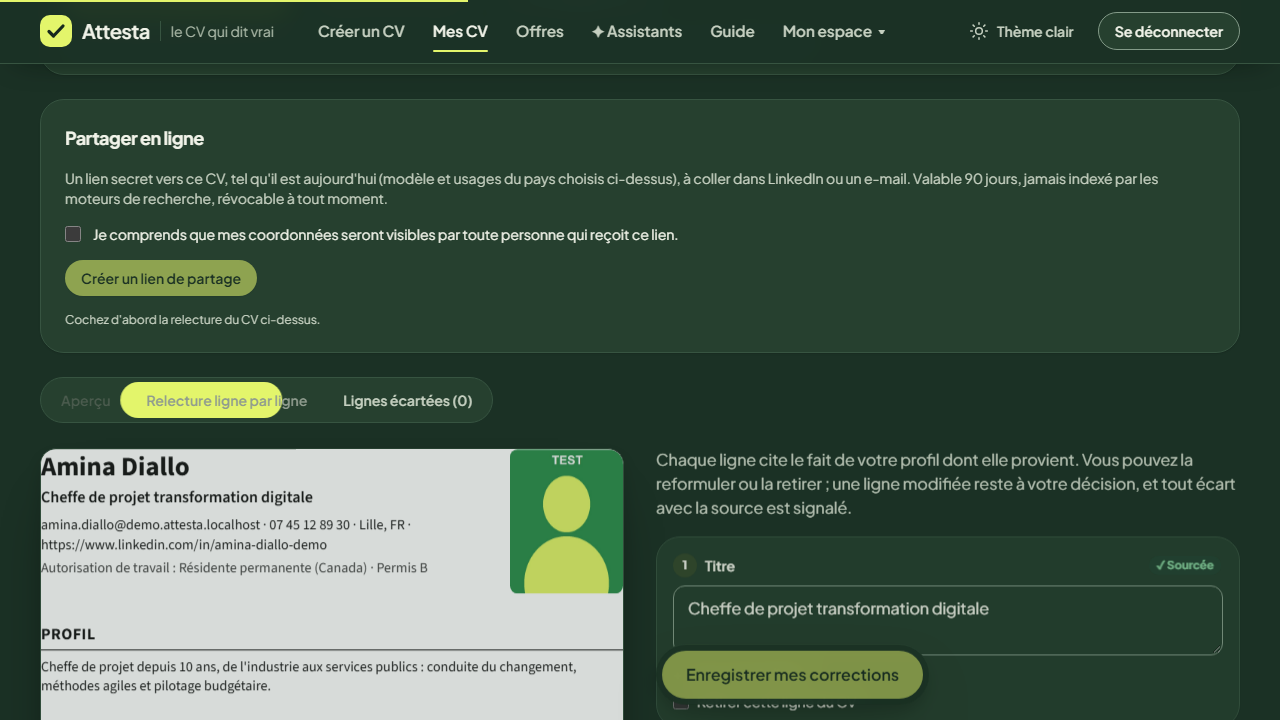 Attesta
le CV qui dit vrai
Créer un CV
Mes CV
Offres
Assistants
Guide
Mon espace
Thème clair
Se déconnecter
Partager en ligne
Un lien secret vers ce CV, tel qu'il est aujourd'hui (modèle et usages du pays choisis ci-dessus), à coller dans LinkedIn ou un e-mail. Valable 90 jours, jamais indexé par les
moteurs de recherche, révocable à tout moment.
Je comprends que mes coordonnées seront visibles par toute personne qui reçoit ce lien.
Créer un lien de partage
Cochez d'abord la relecture du CV ci-dessus.
Aperçu
Relecture ligne par ligne
Lignes écartées (0)
Amina Diallo
TEST
Cheffe de projet transformation digitale
amina.diallo@demo.attesta.localhost · 07 45 12 89 30 · Lille, FR ·
https://www.linkedin.com/in/amina-diallo-demo
Autorisation de travail : Résidente permanente (Canada) · Permis B
PROFIL
Cheffe de projet depuis 10 ans, de l'industrie aux services publics : conduite du changement,
méthodes agiles et pilotage budgétaire.
Chaque ligne cite le fait de votre profil dont elle provient. Vous pouvez la
reformuler ou la retirer ; une ligne modifiée reste à votre décision, et tout écart
avec la source est signalé.
1
Titre
✓ Sourcée
Cheffe de projet transformation digitale
Enregistrer mes corrections
Retirer cette ligne du CV